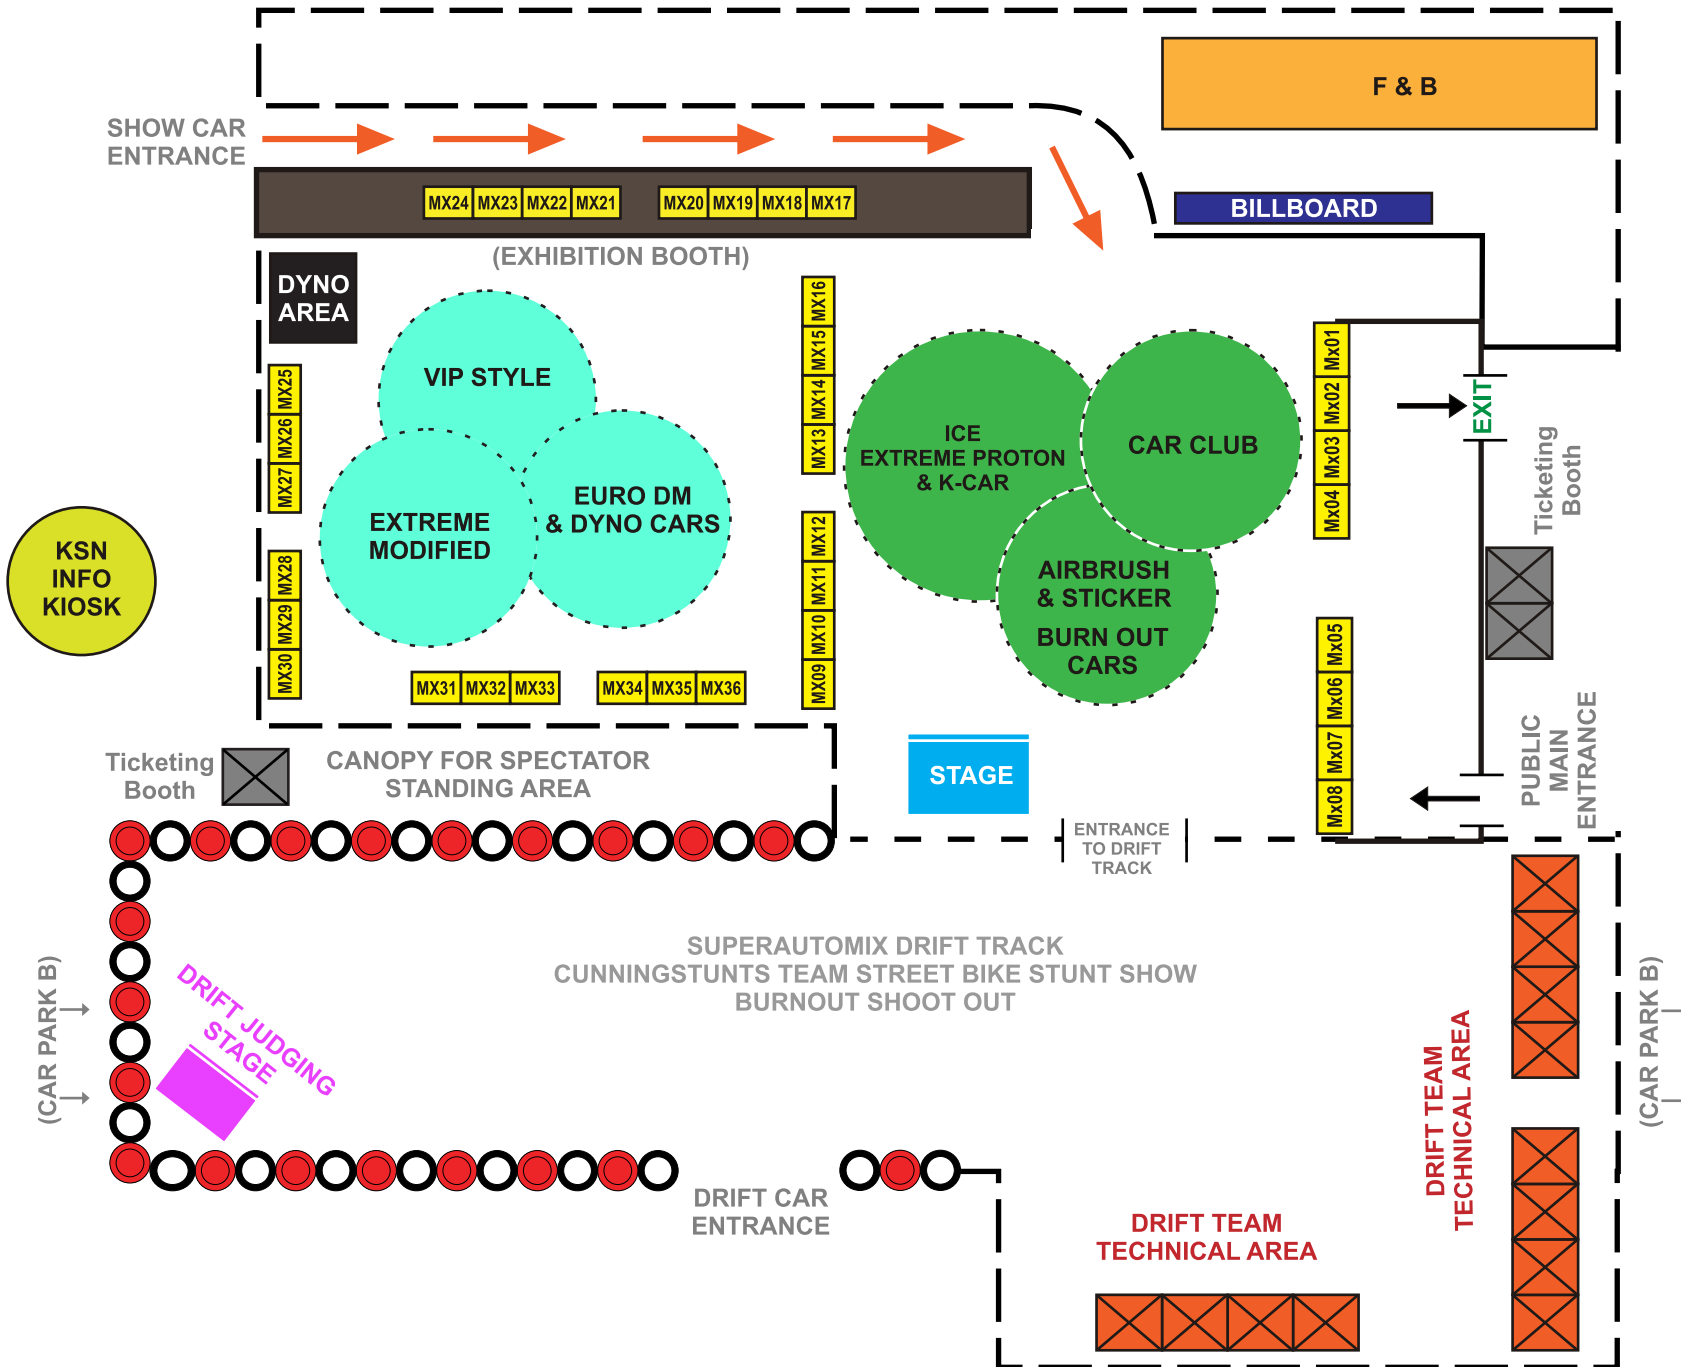 F & B
SHOW CAR
ENTRANCE
MX24 MX23 MX22 MX21 MX20 MX19 MX18 MX17
BILLBOARD
(EXHIBITION BOOTH)
DYNO
AREA
MX16
MX15
MX14
MX13
VIP STYLE
EURO DM
& DYNO CARS
EXTREME
MODIFIED
MX25
MX26
MX27
ICE
EXTREME PROTON
& K-CAR
CAR CLUB
AIRBRUSH
& STICKER
BURN OUT
CARS
Mx01
Mx02
Mx03
Mx04
EXIT
Ticketing
Booth
KSN
INFO
KIOSK
MX28
MX29
MX30
MX12
MX11
MX10
MX09
Mx05
Mx06
Mx07
Mx08
MX31 MX32 MX33 MX34 MX35 MX36
PUBLIC
MAIN
ENTRANCE
Ticketing
Booth
CANOPY FOR SPECTATOR
STANDING AREA
STAGE
ENTRANCE
TO DRIFT
TRACK
SUPERAUTOMIX DRIFT TRACK
CUNNINGSTUNTS TEAM STREET BIKE STUNT SHOW
BURNOUT SHOOT OUT
(CAR PARK B)
DRIFT JUDGING
STAGE
DRIFT TEAM
TECHNICAL AREA
(CAR PARK B)
DRIFT CAR
ENTRANCE
DRIFT TEAM
TECHNICAL AREA